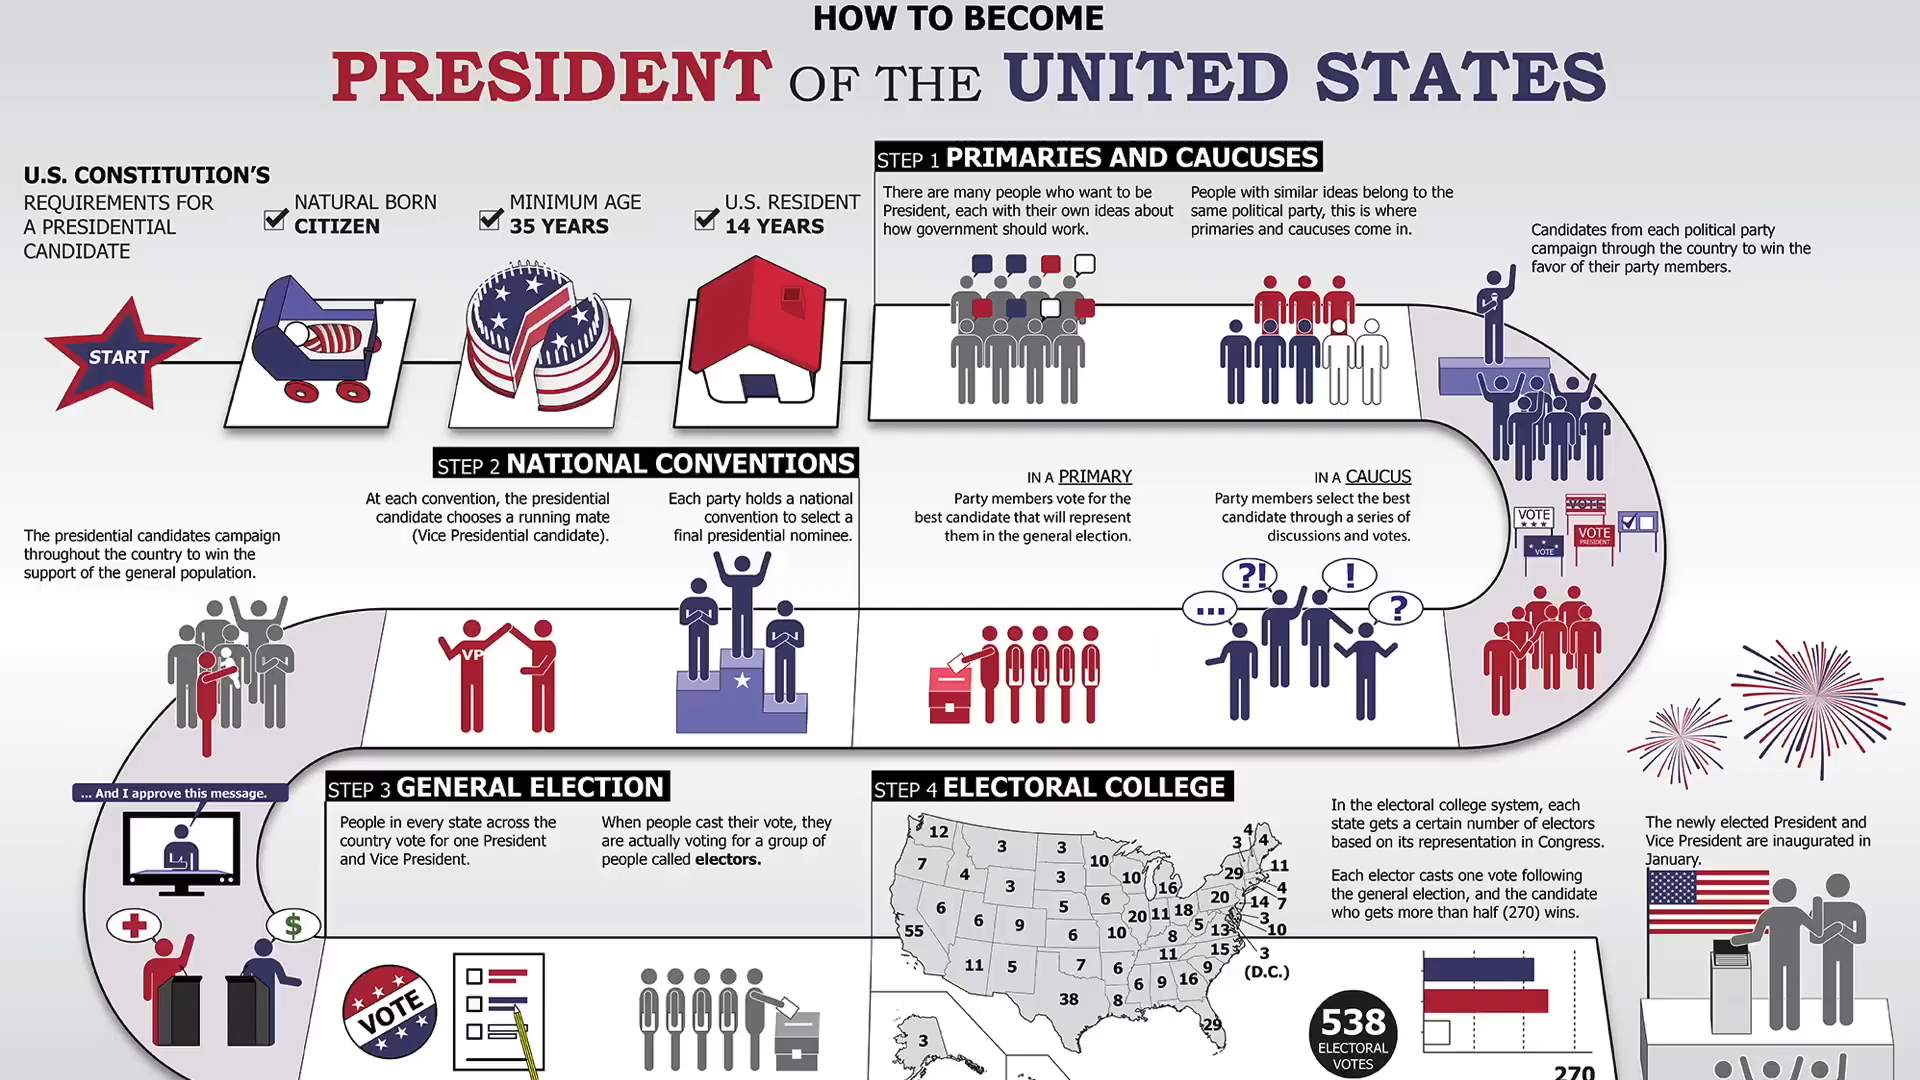 HOW TO BECOME
PRESIDENT OF THE UNITED STATES
U.S. CONSTITUTION'S
REQUIREMENTS FOR
A PRESIDENTIAL
CANDIDATE
NATURAL BORN
CITIZEN
MINIMUM AGE
35 YEARS
U.S. RESIDENT
14 YEARS
START
STEP 1 PRIMARIES AND CAUCUSES
There are many people who want to be
President, each with their own ideas about
how government should work.
People with similar ideas belong to the
same political party, this is where
primaries and caucuses come in.
Candidates from each political party
campaign through the country to win the
favor of their party members.
VOTE
VOTE
VOTE
PRESIDENT
VOTE
IN A PRIMARY
Party members vote for the
best candidate that will represent
them in the general election.
IN A CAUCUS
Party members select the best
candidate through a series of
discussions and votes.
...
?!
!
?
STEP 2 NATIONAL CONVENTIONS
At each convention, the presidential
candidate chooses a running mate
(Vice Presidential candidate).
Each party holds a national
convention to select a
final presidential nominee.
VP
The presidential candidates campaign
throughout the country to win the
support of the general population.
... And I approve this message.
$
STEP 3 GENERAL ELECTION
People in every state across the
country vote for one President
and Vice President.
When people cast their vote, they
are actually voting for a group of
people called electors.
VOTE
STEP 4 ELECTORAL COLLEGE
12
3
3
10
4
3
4
7
4
3
3
10
16
29
11
4
6
6
9
5
6
20
11
18
20
14
7
3
55
6
10
8
5
13
10
11
5
7
6
11
15
3
(D.C.)
9
38
8
6
9
16
29
3
In the electoral college system, each
state gets a certain number of electors
based on its representation in Congress.
Each elector casts one vote following
the general election, and the candidate
who gets more than half (270) wins.
538
ELECTORAL
VOTES
270
The newly elected President and
Vice President are inaugurated in
January.